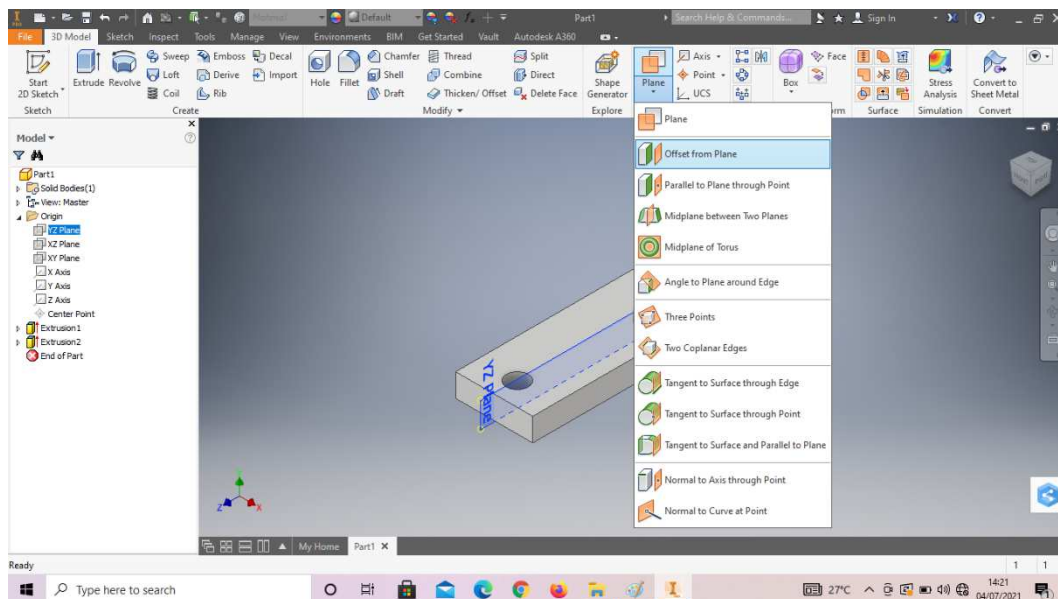 Material
Default
Part1
Search Help & Commands...
Sign In
File 3D Model Sketch Inspect Tools Manage View Environments BIM Get Started Vault Autodesk A360
Start
2D Sketch
Extrude
Revolve
Sweep
Loft
Coil
Emboss
Derive
Rib
Decal
Import
Hole
Fillet
Chamfer
Shell
Draft
Thread
Combine
Thicken/ Offset
Split
Direct
Delete Face
Shape
Generator
Plane
Axis
Point
UCS
Box
Face
Stress
Analysis
Convert to
Sheet Metal
Sketch
Create
Modify
Explore
Surface
Simulation
Convert
Model
Part1
Solid Bodies(1)
View: Master
Origin
YZ Plane
XZ Plane
XY Plane
X Axis
Y Axis
Z Axis
Center Point
Extrusion1
Extrusion2
End of Part
Plane
Offset from Plane
Parallel to Plane through Point
Midplane between Two Planes
Midplane of Torus
Angle to Plane around Edge
Three Points
Two Coplanar Edges
Tangent to Surface through Edge
Tangent to Surface through Point
Tangent to Surface and Parallel to Plane
Normal to Axis through Point
Normal to Curve at Point
YZ Plane
Z
X
My Home
Part1
Ready
1
1
Type here to search
27°C
14:21
04/07/2021